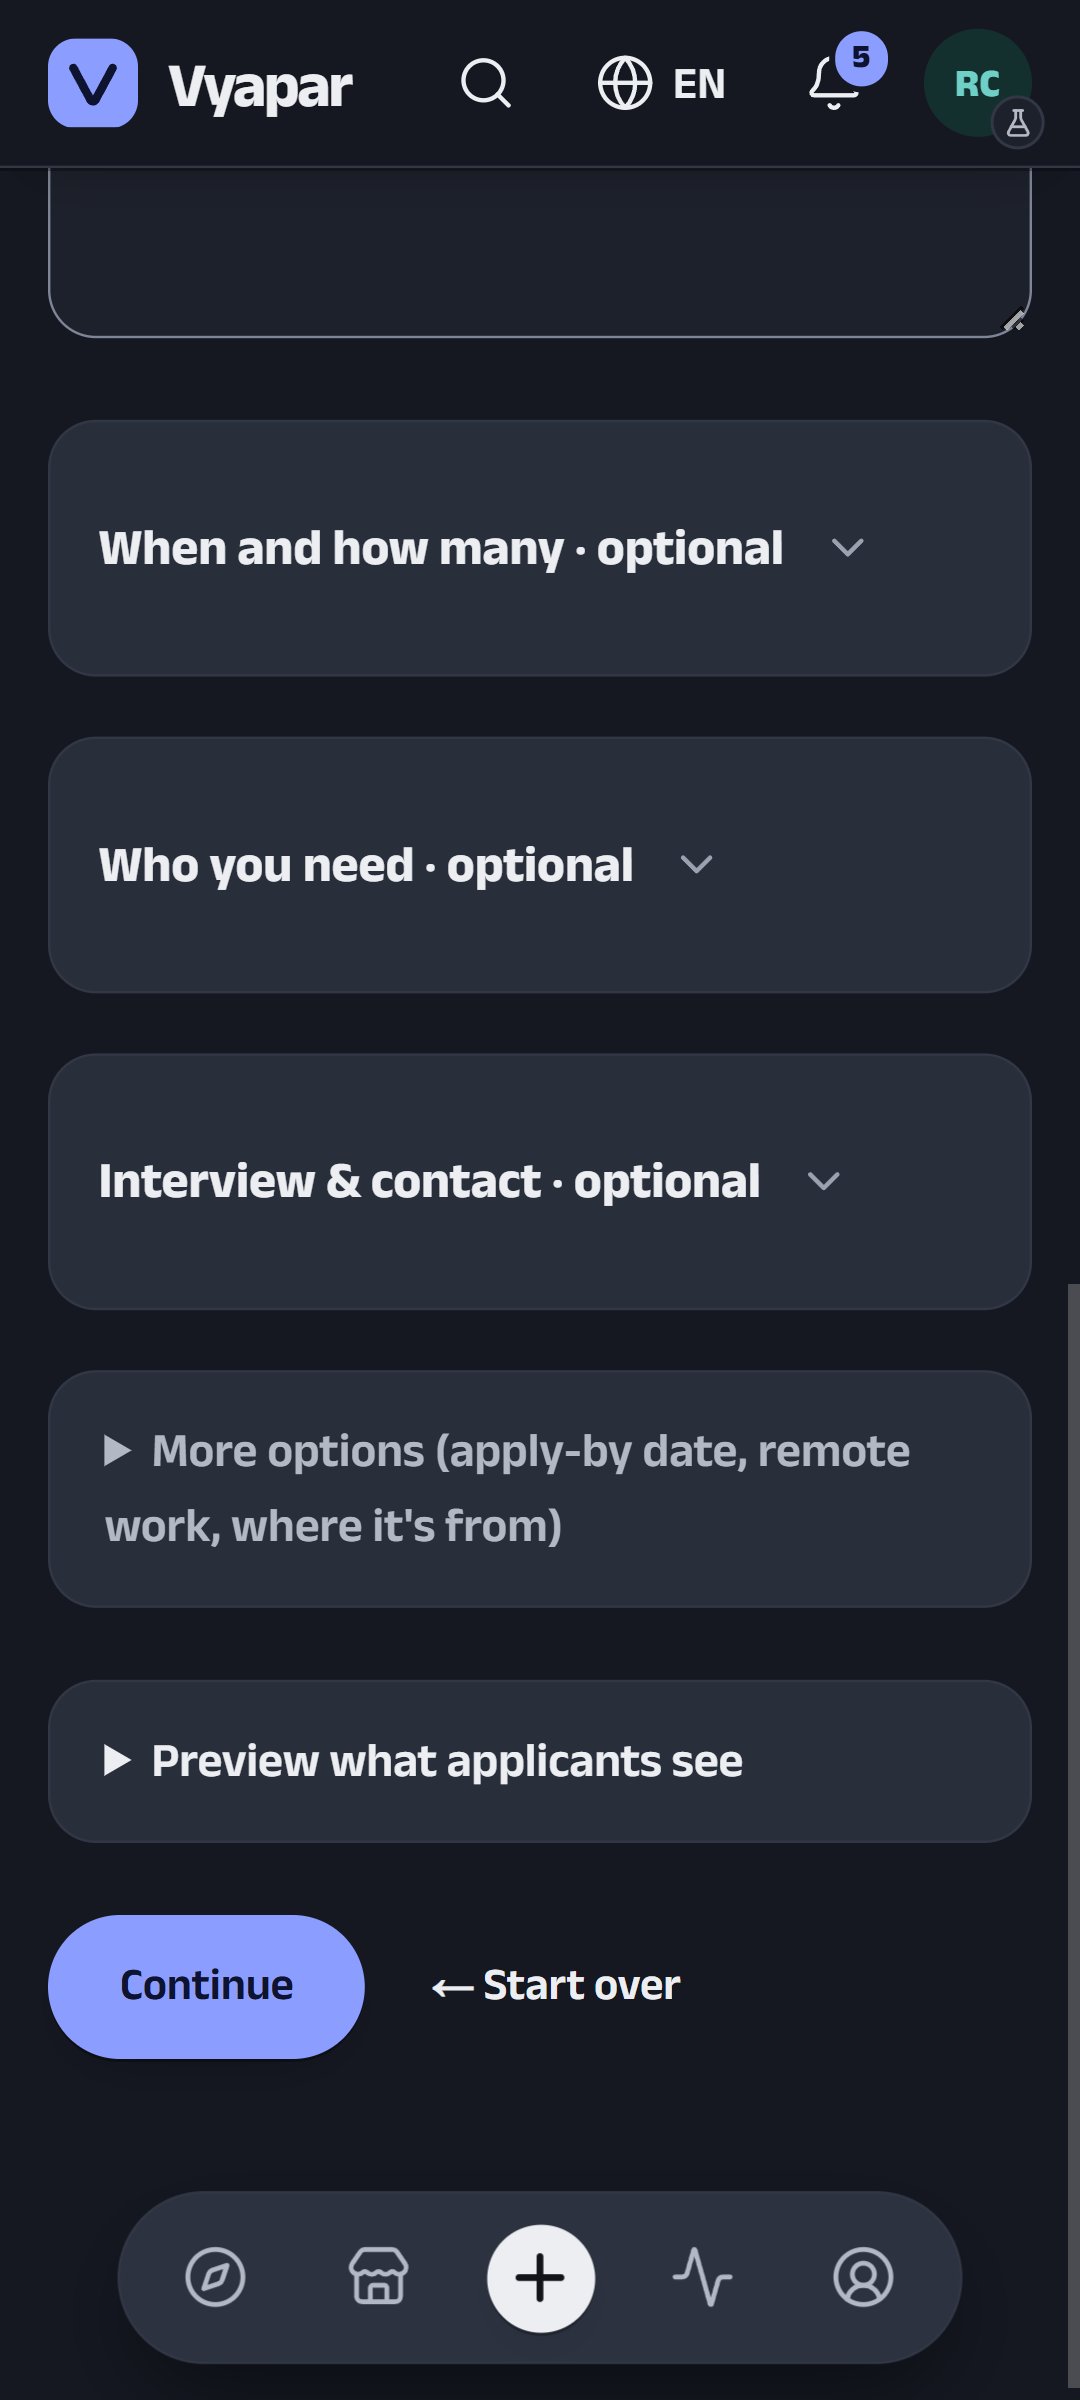 Vyapar
EN
5
RC
When and how many · optional
Who you need · optional
Interview & contact · optional
More options (apply-by date, remote
work, where it's from)
Preview what applicants see
Continue
← Start over